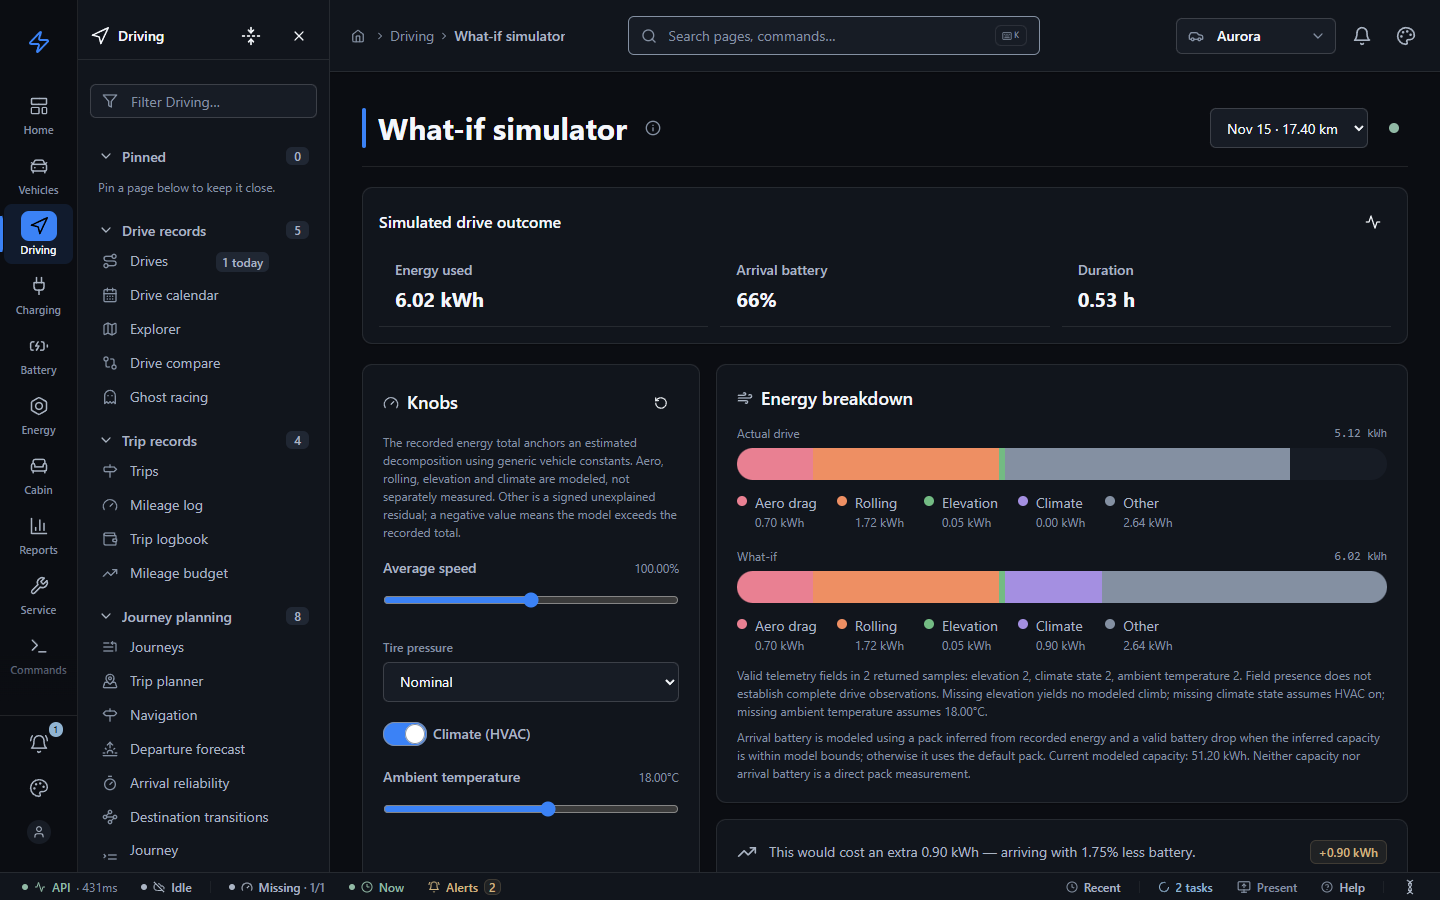 Home
Vehicles
Driving
Charging
Battery
Energy
Cabin
Reports
Service
Commands
1
Driving
Filter Driving...
Pinned
0
Pin a page below to keep it close.
Drive records
5
Drives
1 today
Drive calendar
Explorer
Drive compare
Ghost racing
Trip records
4
Trips
Mileage log
Trip logbook
Mileage budget
Journey planning
8
Journeys
Trip planner
Navigation
Departure forecast
Arrival reliability
Destination transitions
Journey
Driving
What-if simulator
Search pages, commands...
K
Aurora
What-if simulator
Nov 15 · 17.40 km
Simulated drive outcome
Energy used
6.02 kWh
Arrival battery
66%
Duration
0.53 h
Knobs
The recorded energy total anchors an estimated
decomposition using generic vehicle constants. Aero,
rolling, elevation and climate are modeled, not
separately measured. Other is a signed unexplained
residual; a negative value means the model exceeds the
recorded total.
Average speed
100.00%
Tire pressure
Nominal
Climate (HVAC)
Ambient temperature
18.00°C
Energy breakdown
Actual drive
5.12 kWh
Aero drag
0.70 kWh
Rolling
1.72 kWh
Elevation
0.05 kWh
Climate
0.00 kWh
Other
2.64 kWh
What-if
6.02 kWh
Aero drag
0.70 kWh
Rolling
1.72 kWh
Elevation
0.05 kWh
Climate
0.90 kWh
Other
2.64 kWh
Valid telemetry fields in 2 returned samples: elevation 2, climate state 2, ambient temperature 2. Field presence does not
establish complete drive observations. Missing elevation yields no modeled climb; missing climate state assumes HVAC on;
missing ambient temperature assumes 18.00°C.
Arrival battery is modeled using a pack inferred from recorded energy and a valid battery drop when the inferred capacity
is within model bounds; otherwise it uses the default pack. Current modeled capacity: 51.20 kWh. Neither capacity nor
arrival battery is a direct pack measurement.
This would cost an extra 0.90 kWh — arriving with 1.75% less battery.
+0.90 kWh
API · 431ms
Idle
Missing · 1/1
Now
Alerts 2
Recent
2 tasks
Present
Help